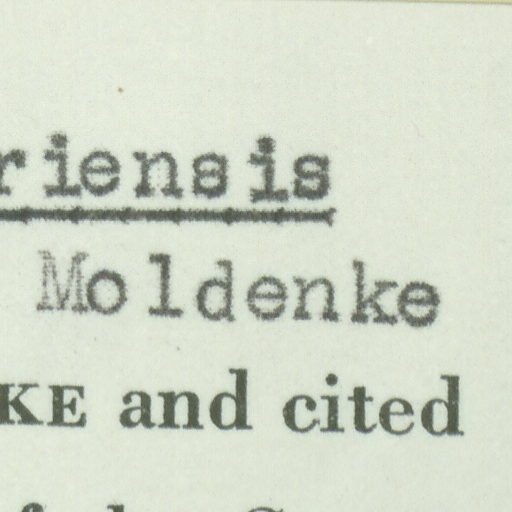 riensis
Moldenke
KE and cited